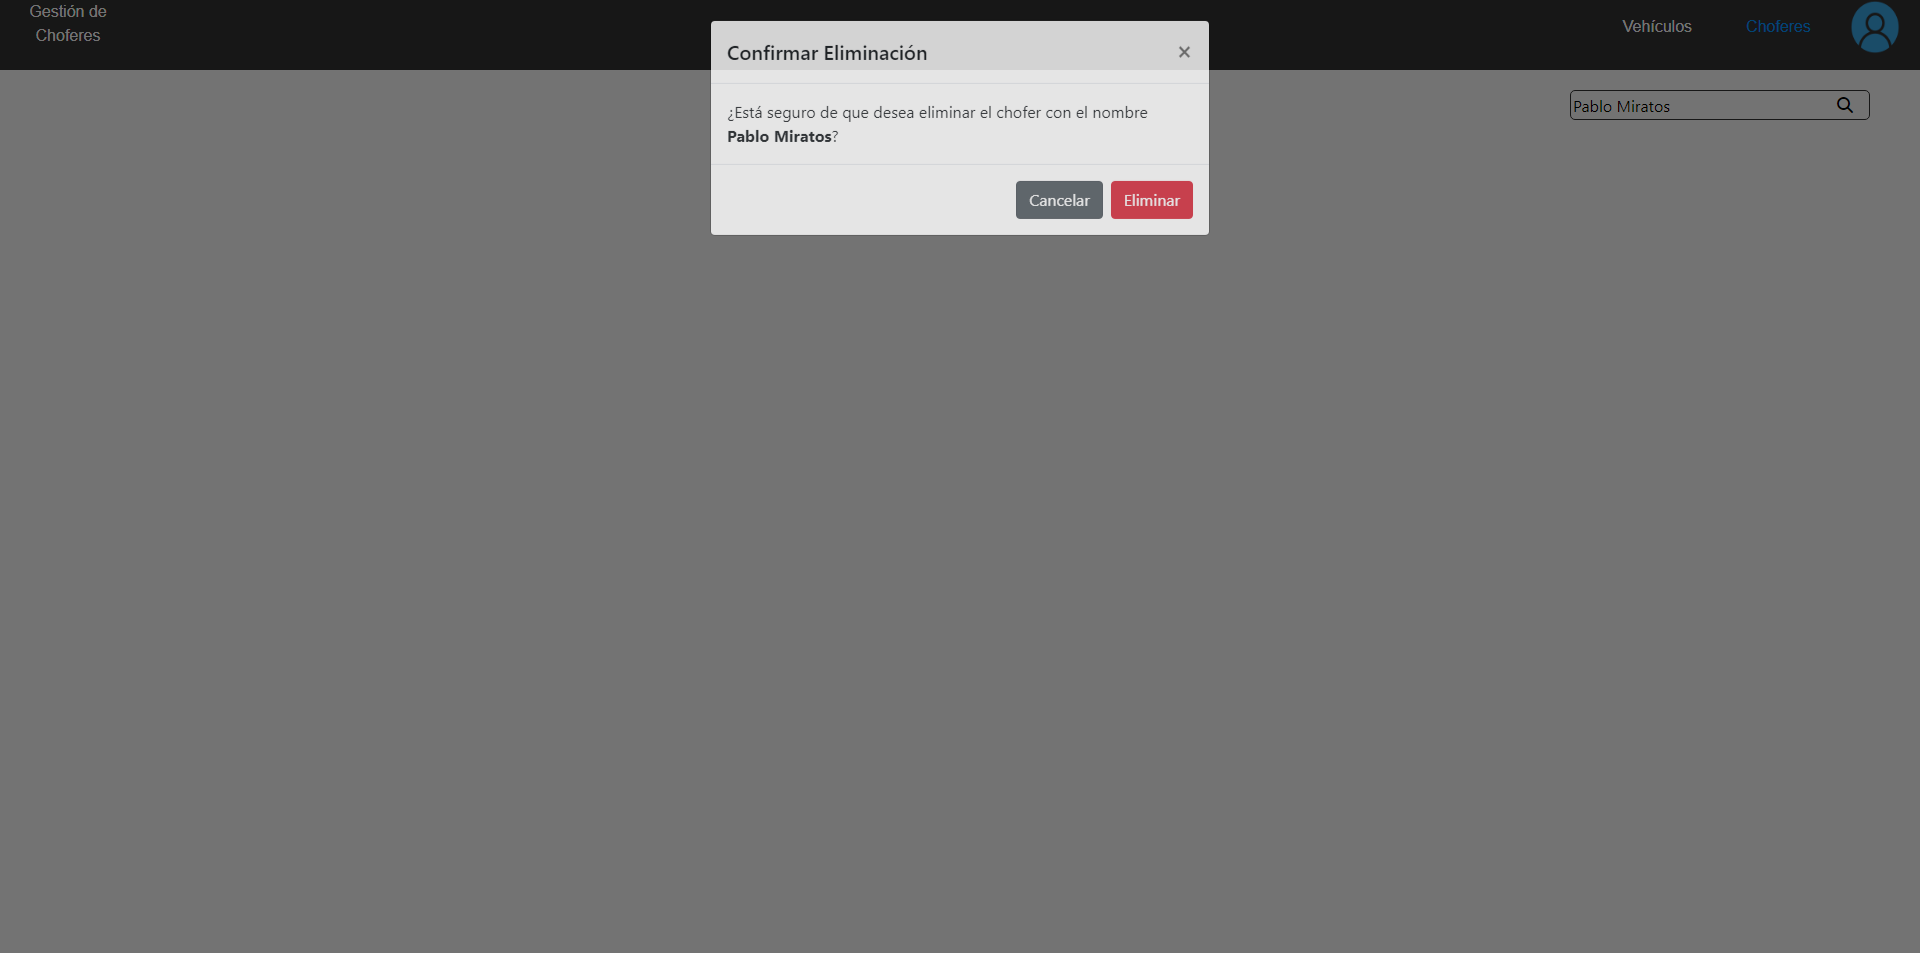 Gestión de
Choferes
Vehículos
Choferes
Confirmar Eliminación
×
¿Está seguro de que desea eliminar el chofer con el nombre
Pablo Miratos?
Cancelar
Eliminar
Pablo Miratos